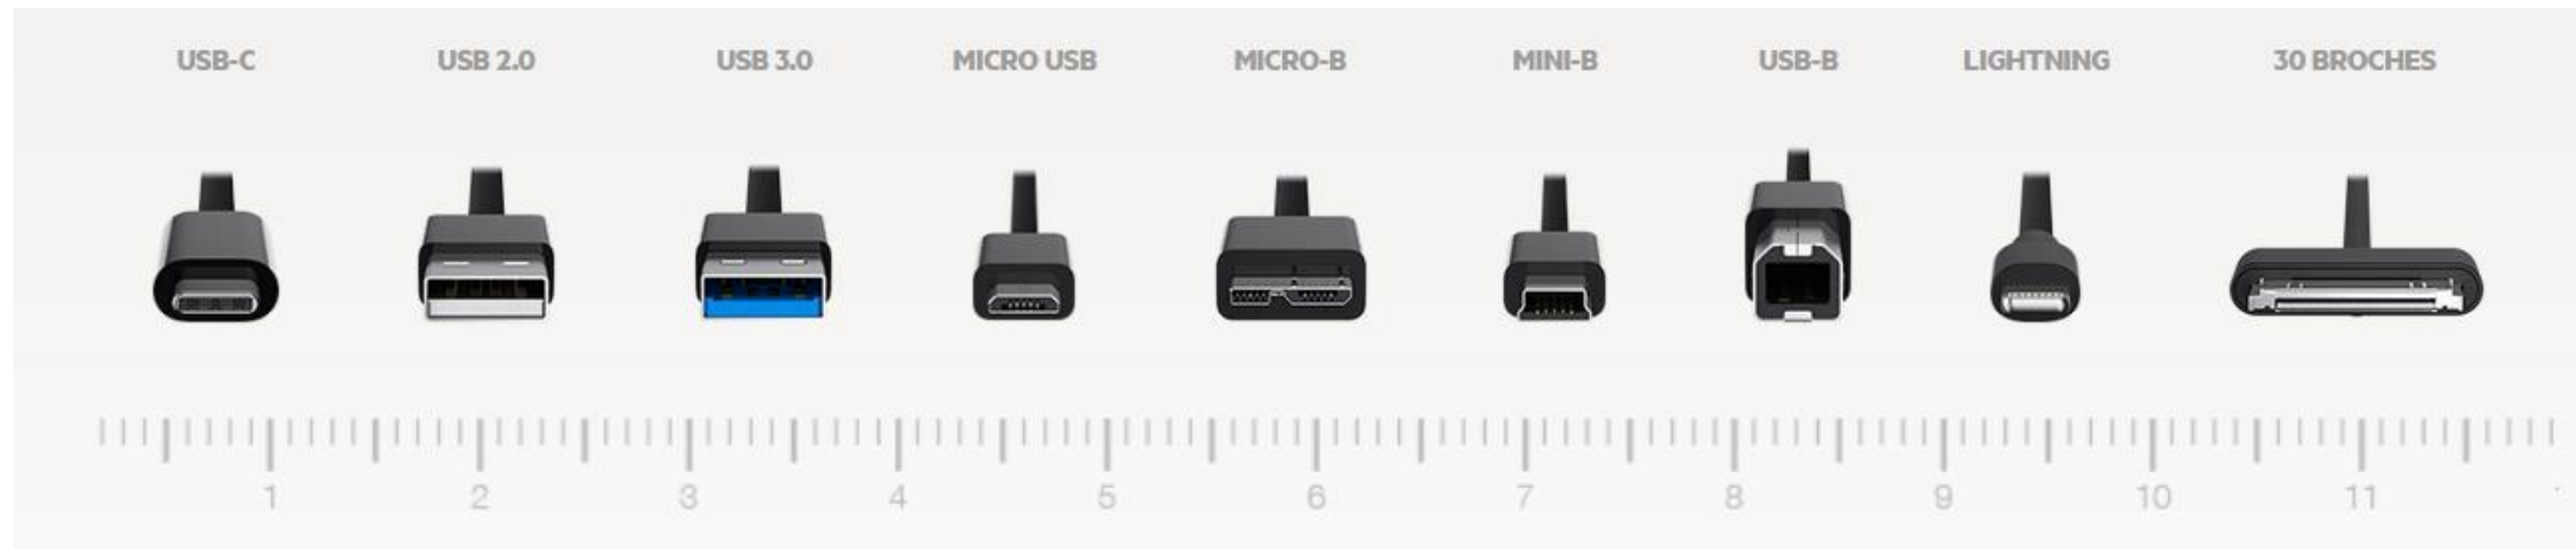 USB-C USB 2.0 USB 3.0 MICRO USB MICRO-B MINI-B USB-B LIGHTNING 30 BROCHES
1 2 3 4 5 6 7 8 9 10 11